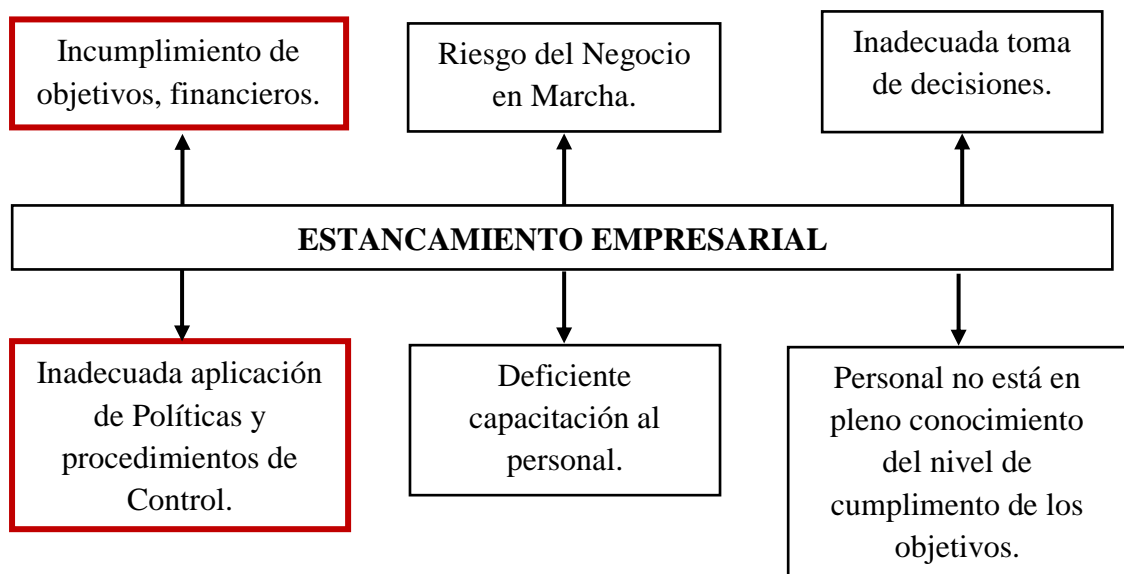 Incumplimiento de
objetivos, financieros.
Riesgo del Negocio
en Marcha.
Inadecuada toma
de decisiones.
ESTANCAMIENTO EMPRESARIAL
Inadecuada aplicación
de Políticas y
procedimientos de
Control.
Deficiente
capacitación al
personal.
Personal no está en
pleno conocimiento
del nivel de
cumplimento de los
objetivos.